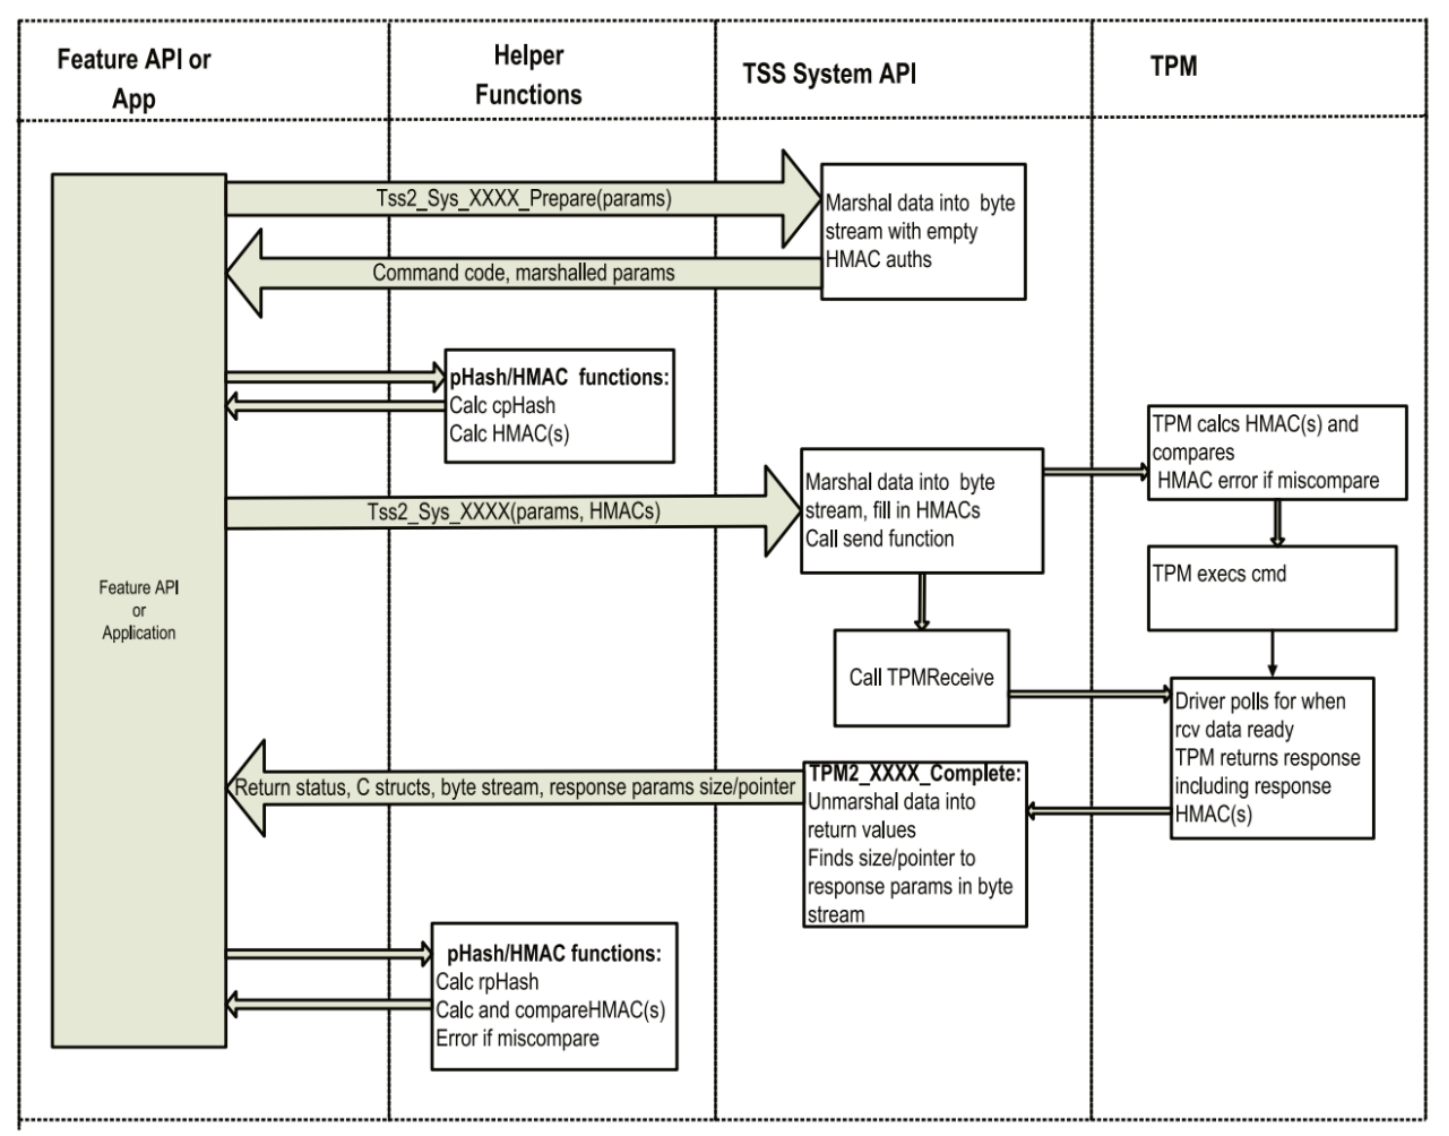 Feature API or
App
Helper
Functions
TSS System API
TPM
Tss2_Sys_XXXX_Prepare(params)
Marshal data into byte
stream with empty
HMAC auths
Command code, marshalled params
pHash/HMAC functions:
Calc cpHash
Calc HMAC(s)
TPM calcs HMAC(s) and
compares
HMAC error if miscompare
Tss2_Sys_XXXX(params, HMACs)
Marshal data into byte
stream, fill in HMACs
Call send function
TPM execs cmd
Feature API
or
Application
Call TPMReceive
Driver polls for when
rcv data ready
TPM returns response
including response
HMAC(s)
Return status, C structs, byte stream, response params size/pointer
TPM2_XXXX_Complete:
Unmarshal data into
return values
Finds size/pointer to
response params in byte
stream
pHash/HMAC functions:
Calc rpHash
Calc and compareHMAC(s)
Error if miscompare